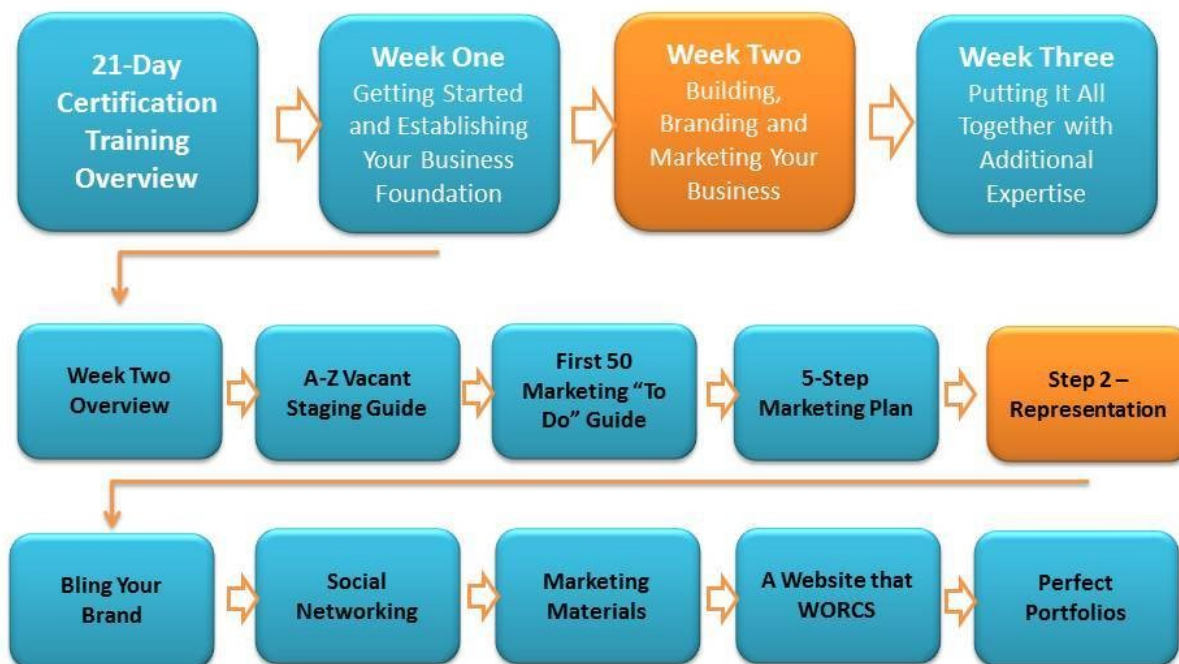 21-Day
Certification
Training
Overview
Week One
Getting Started
and Establishing
Your Business
Foundation
Week Two
Building,
Branding and
Marketing Your
Business
Week Three
Putting It All
Together with
Additional
Expertise
Week Two
Overview
A-Z Vacant
Staging Guide
First 50
Marketing “To
Do” Guide
5-Step
Marketing Plan
Step 2 –
Representation
Bling Your
Brand
Social
Networking
Marketing
Materials
A Website that
WORCS
Perfect
Portfolios